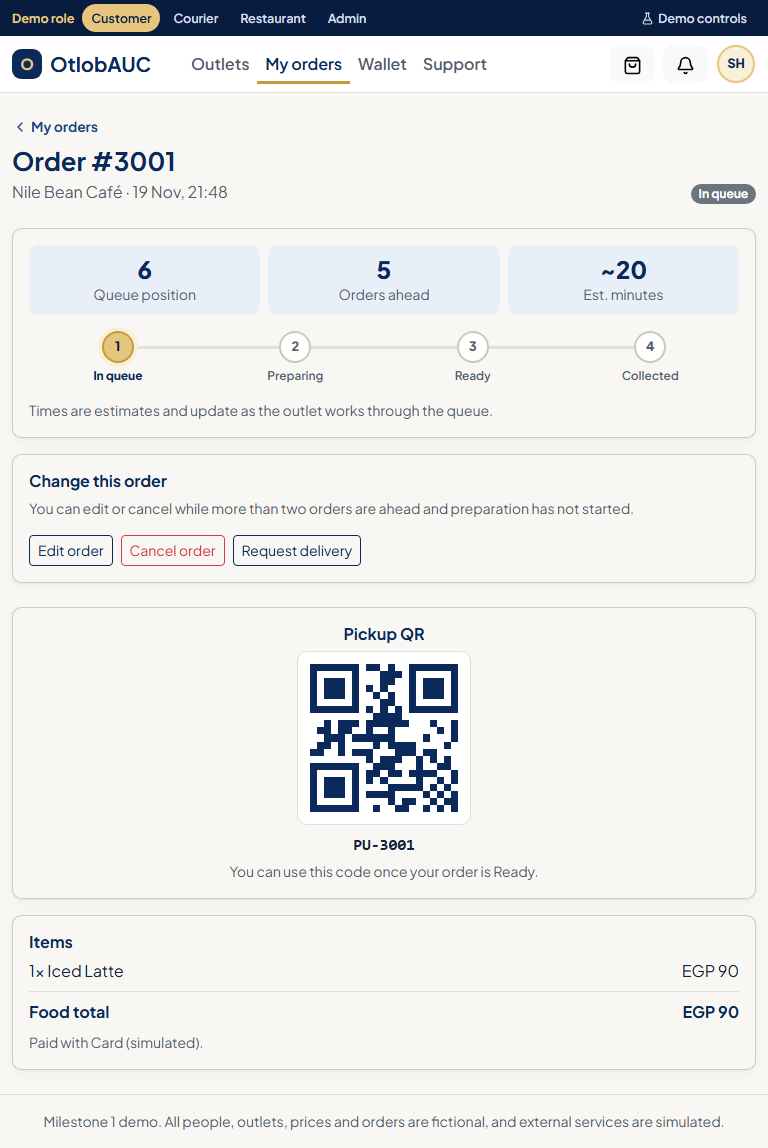 Demo role Customer Courier Restaurant Admin Demo controls
O OtlobAUC Outlets My orders Wallet Support SH
My orders
Order #3001
Nile Bean Café · 19 Nov, 21:48 In queue
6 5 ~20
Queue position Orders ahead Est. minutes
1 2 3 4
In queue Preparing Ready Collected
Times are estimates and update as the outlet works through the queue.
Change this order
You can edit or cancel while more than two orders are ahead and preparation has not started.
Edit order Cancel order Request delivery
Pickup QR
PU-3001
You can use this code once your order is Ready.
Items
1× Iced Latte EGP 90
Food total EGP 90
Paid with Card (simulated).
Milestone 1 demo. All people, outlets, prices and orders are fictional, and external services are simulated.